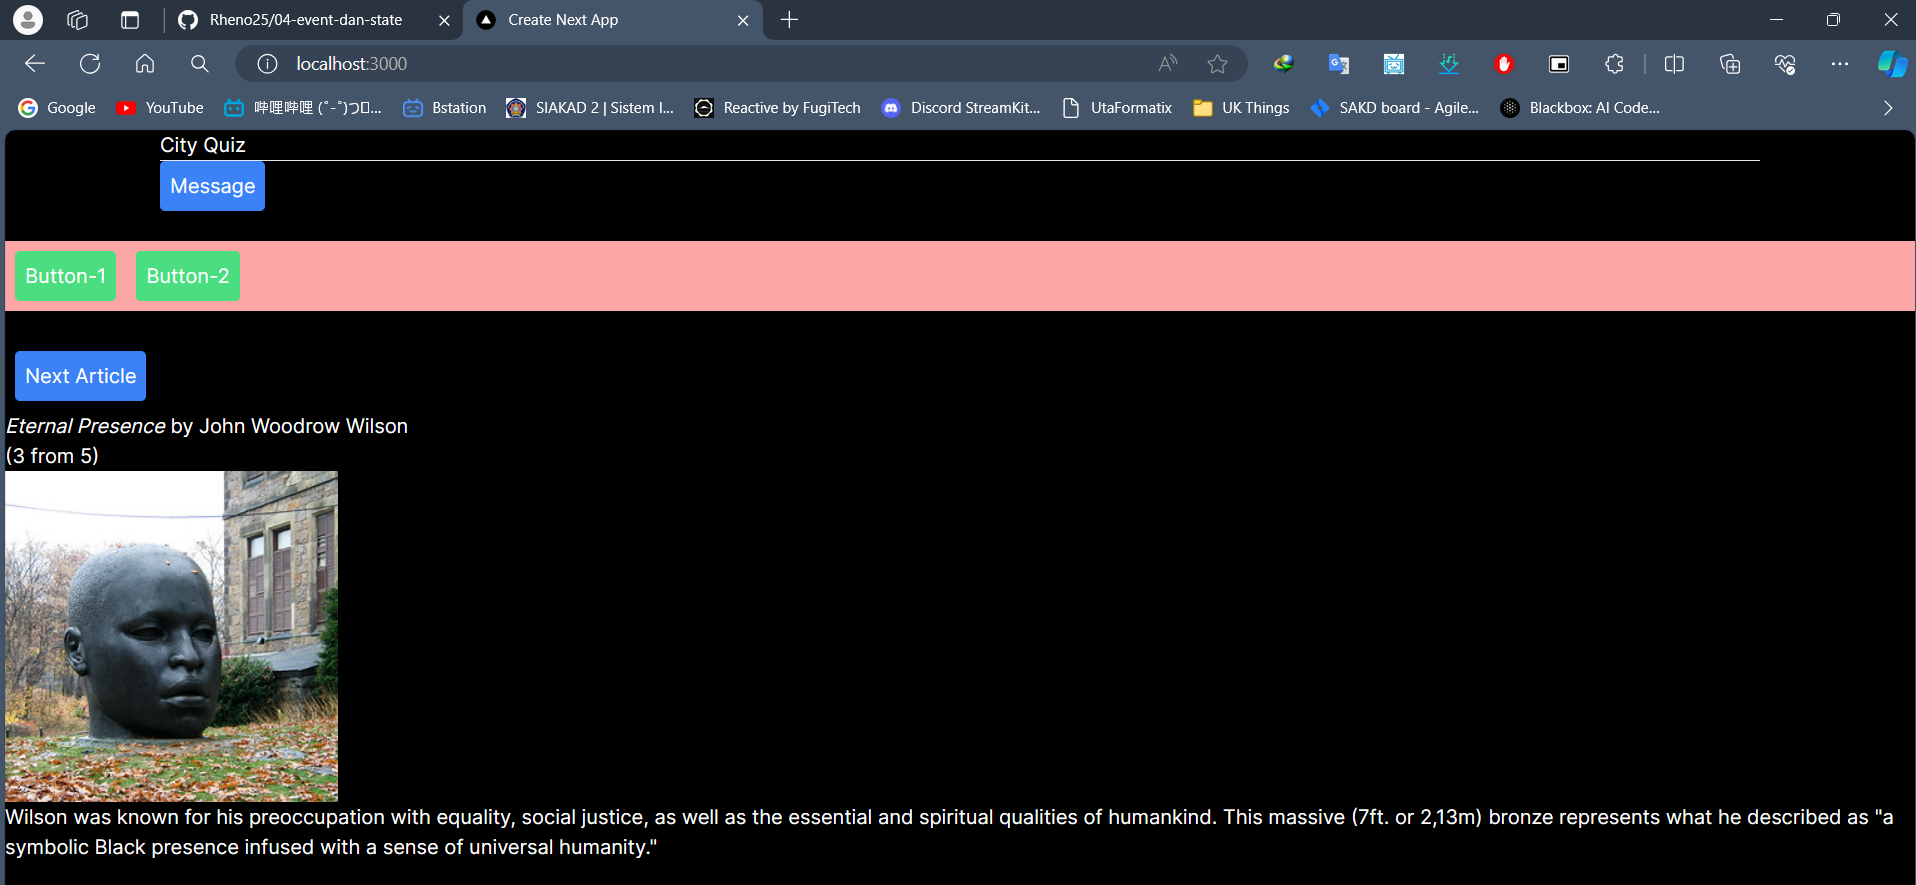 Rheno25/04-event-dan-state
Create Next App
localhost:3000
Google
YouTube
哔哩哔哩 (゜-゜)つロ...
Bstation
SIAKAD 2 | Sistem I...
Reactive by FugiTech
Discord StreamKit...
UtaFormatix
UK Things
SAKD board - Agile...
Blackbox: AI Code...
City Quiz
Message
Button-1 Button-2
Next Article
Eternal Presence by John Woodrow Wilson
(3 from 5)
Wilson was known for his preoccupation with equality, social justice, as well as the essential and spiritual qualities of humankind. This massive (7ft. or 2,13m) bronze represents what he described as "a
symbolic Black presence infused with a sense of universal humanity."